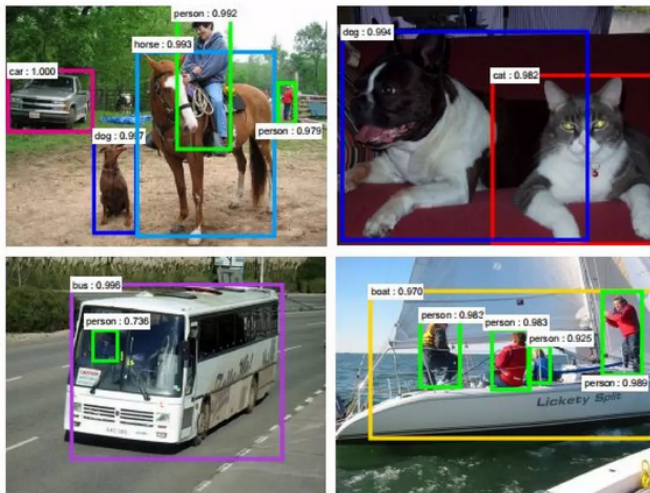 person : 0.992
horse : 0.993
car : 1.000
dog : 0.997
person : 0.979
dog : 0.994
cat : 0.982
bus : 0.996
person : 0.736
boat : 0.970
person : 0.983
person : 0.983
person : 0.925
person : 0.989
Lickety Split